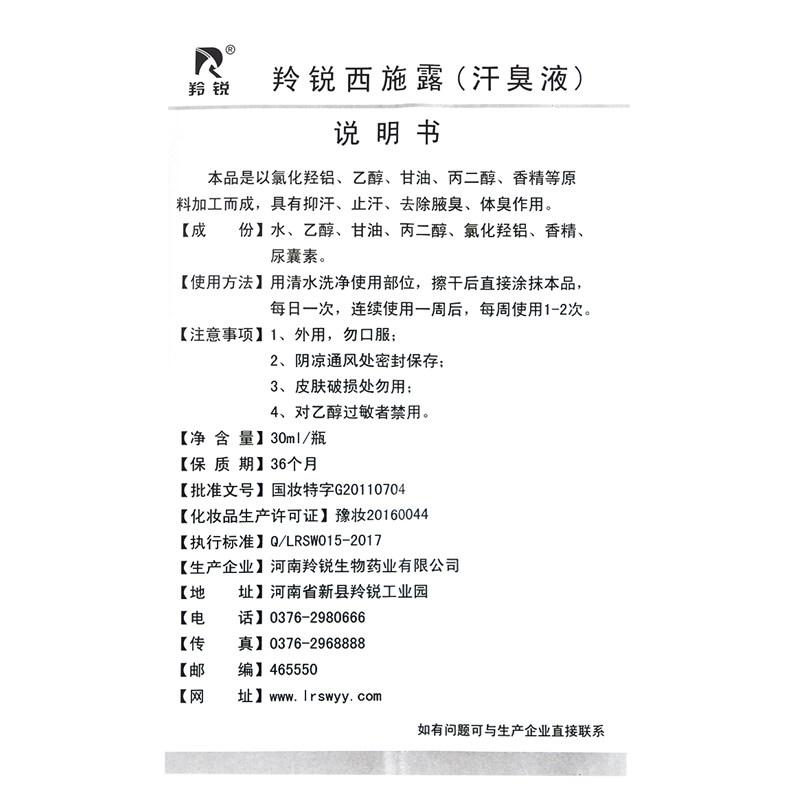 羚锐®
羚锐西施露(汗臭液)
说明书
本品是以氯化羟铝、乙醇、甘油、丙二醇、香精等原
料加工而成，具有抑汗、止汗、去除腋臭、体臭作用。
【成 份】水、乙醇、甘油、丙二醇、氯化羟铝、香精、
尿囊素。
【使用方法】用清水洗净使用部位，擦干后直接涂抹本品，
每日一次，连续使用一周后，每周使用1-2次。
【注意事项】1、外用，勿口服；
2、阴凉通风处密封保存；
3、皮肤破损处勿用；
4、对乙醇过敏者禁用。
【净 含 量】30ml/瓶
【保 质 期】36个月
【批准文号】国妆特字G20110704
【化妆品生产许可证】豫妆20160044
【执行标准】Q/LRSW015-2017
【生产企业】河南羚锐生物药业有限公司
【地 址】河南省新县羚锐工业园
【电 话】0376-2980666
【传 真】0376-2968888
【邮 编】465550
【网 址】www.lrswyy.com
如有问题可与生产企业直接联系